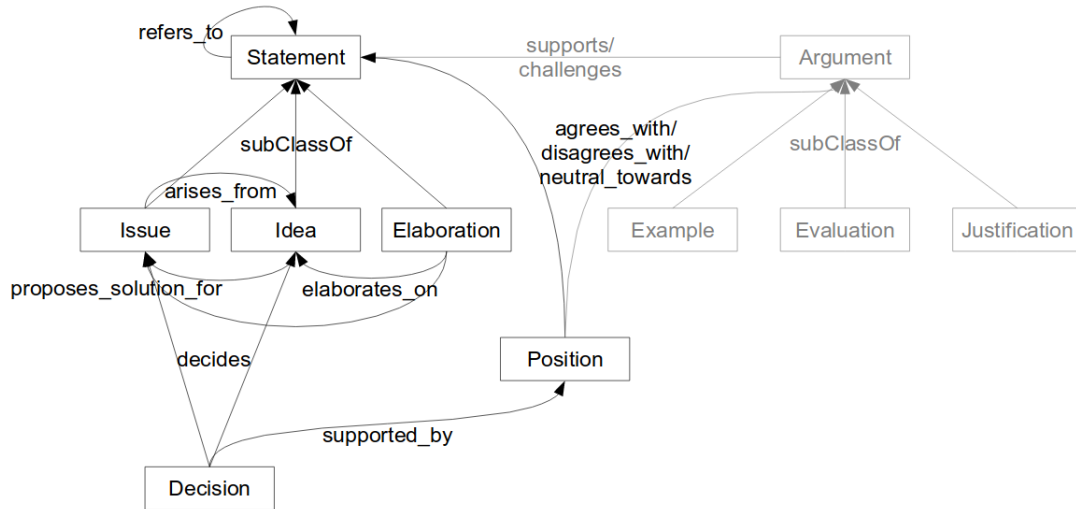 refers_to
Statement
supports/
challenges
Argument
subClassOf
agrees_with/
disagrees_with/
neutral_towards
subClassOf
arises_from
Issue
Idea
Elaboration
Example
Evaluation
Justification
proposes_solution_for
elaborates_on
decides
Position
supported_by
Decision